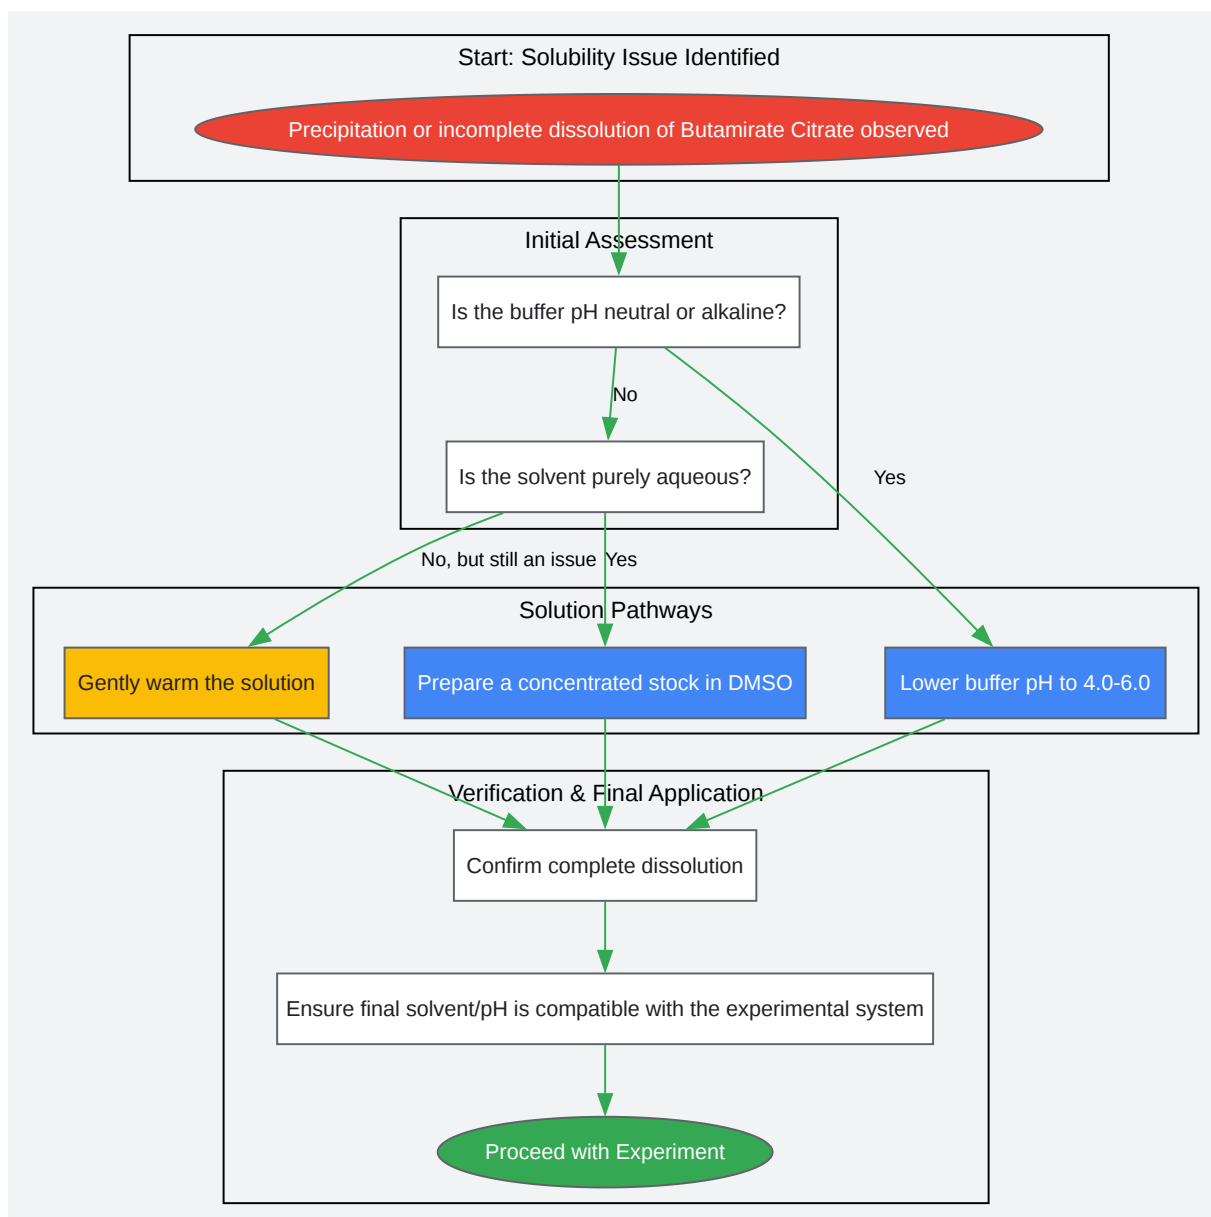 Start: Solubility Issue Identified
Precipitation or incomplete dissolution of Butamirate Citrate observed
Initial Assessment
Is the buffer pH neutral or alkaline?
No
Is the solvent purely aqueous?
Yes
No, but still an issue
Yes
Solution Pathways
Gently warm the solution
Prepare a concentrated stock in DMSO
Lower buffer pH to 4.0-6.0
Verification & Final Application
Confirm complete dissolution
Ensure final solvent/pH is compatible with the experimental system
Proceed with Experiment